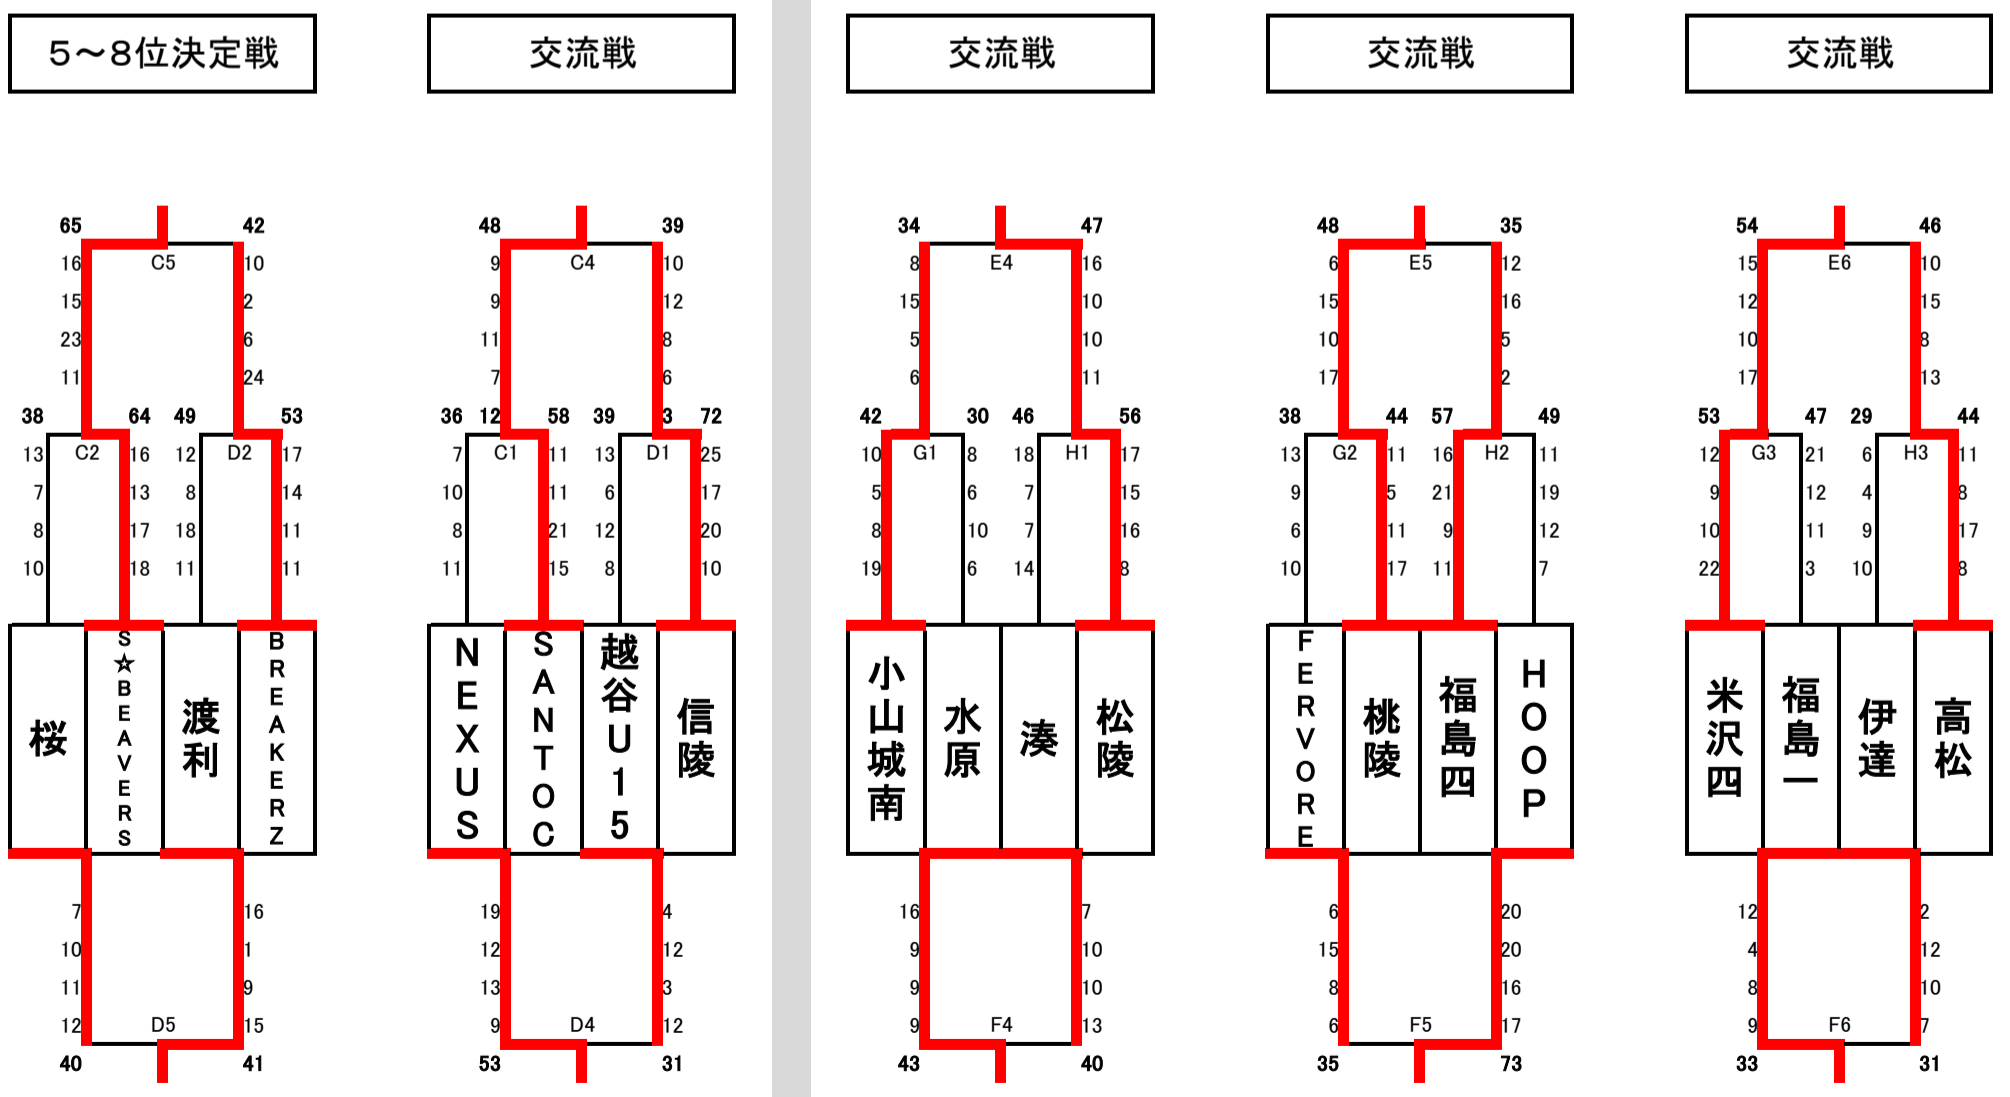 5～8位決定戦 交流戦 交流戦 交流戦 交流戦
65 42 48 39 34 47 48 35 54 46
16 C5 10 9 C4 10 8 E4 16 6 E5 12 15 E6 10
15 2 9 12 15 10 15 16 12 15
23 6 11 8 5 10 10 5 10 8
11 24 7 6 6 11 17 2 17 13
38 64 49 53 36 12 58 39 3 72 42 30 46 56 38 44 57 49 53 47 29 44
13 C2 16 12 D2 17 7 C1 11 13 D1 25 10 G1 8 18 H1 17 13 G2 11 16 H2 11 12 G3 21 6 H3 11
7 13 8 14 10 11 6 17 5 6 7 15 9 5 21 19 9 12 4 8
8 17 18 11 8 21 12 20 8 10 7 16 6 11 9 12 10 11 9 17
10 18 11 11 11 15 8 10 19 6 14 8 10 17 11 7 22 3 10 8
桜
S☆BEAVERS
渡利
BREAKERZ
NEXUS
SANTOC
越谷U15
信陵
小山城南
水原
湊
松陵
FERVORE
桃陵
福島四
HOOP
米沢四
福島一
伊達
高松
7 16 19 4 16 7 6 20 12 2
10 1 12 12 9 10 15 20 4 12
11 9 13 3 9 10 8 16 8 10
12 D5 15 9 D4 12 9 F4 13 6 F5 17 9 F6 7
40 41 53 31 43 40 35 73 33 31